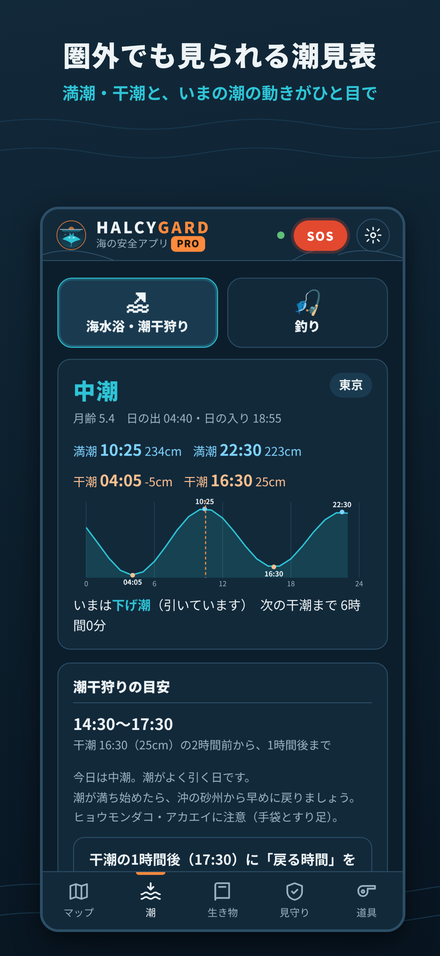 圏外でも見られる潮見表
満潮・干潮と、いまの潮の動きがひと目で
HALCYGARD
海の安全アプリ PRO
SOS
海水浴・潮干狩り
釣り
中潮
東京
月齢 5.4 日の出 04:40・日の入り 18:55
満潮 10:25 234cm 満潮 22:30 223cm
干潮 04:05 -5cm 干潮 16:30 25cm
10:25
22:30
04:05
16:30
0 6 12 18 24
いまは下げ潮（引いています） 次の干潮まで 6時
間0分
潮干狩りの目安
14:30〜17:30
干潮 16:30（25cm）の2時間前から、1時間後まで
今日は中潮。潮がよく引く日です。
潮が満ち始めたら、沖の砂州から早めに戻りましょう。
ヒョウモンダコ・アカエイに注意（手袋とすり足）。
干潮の1時間後（17:30）に「戻る時間」を
マップ
潮
生き物
見守り
道具